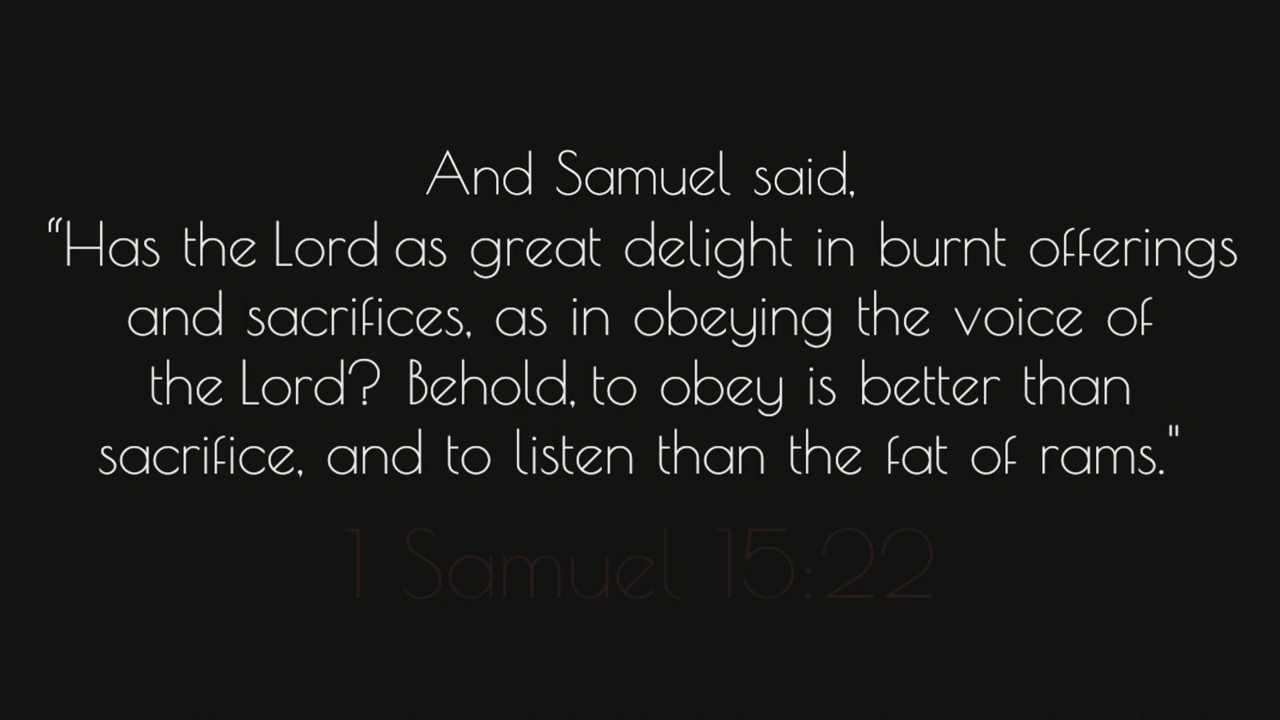 And Samuel said,
“Has the Lord as great delight in burnt offerings
and sacrifices, as in obeying the voice of
the Lord? Behold, to obey is better than
sacrifice, and to listen than the fat of rams."
1 Samuel 15:22